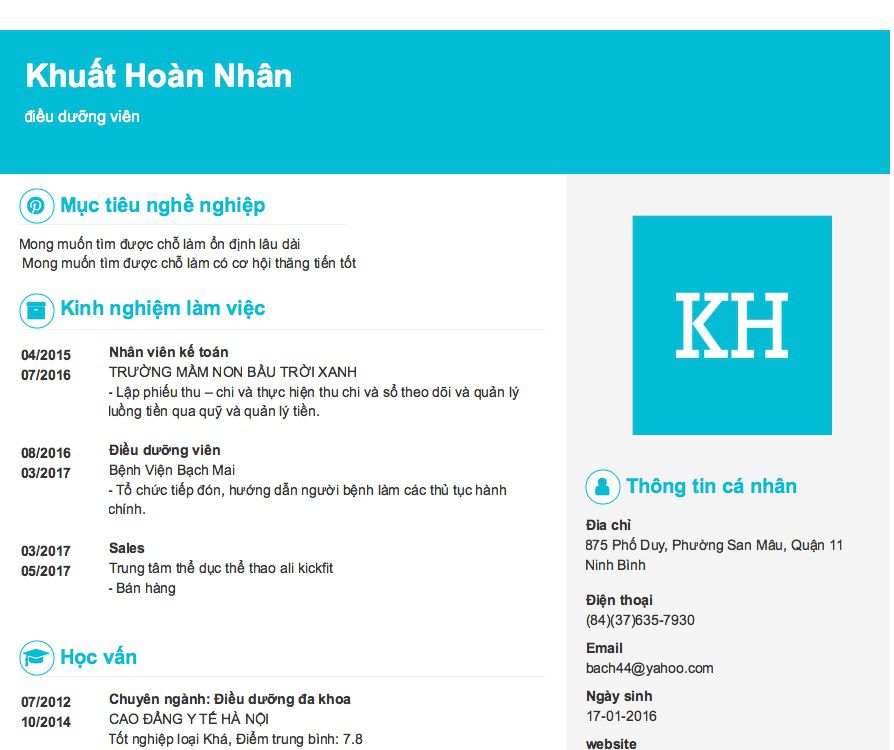 Khuất Hoàn Nhân
điều dưỡng viên
Mục tiêu nghề nghiệp
Mong muốn tìm được chỗ làm ổn định lâu dài
Mong muốn tìm được chỗ làm có cơ hội thăng tiến tốt
Kinh nghiệm làm việc
04/2015
07/2016
Nhân viên kế toán
TRƯỜNG MẦM NON BẦU TRỜI XANH
- Lập phiếu thu – chi và thực hiện thu chi và sổ theo dõi và quản lý
luồng tiền qua quỹ và quản lý tiền.
08/2016
03/2017
Điều dưỡng viên
Bệnh Viện Bạch Mai
- Tổ chức tiếp đón, hướng dẫn người bệnh làm các thủ tục hành
chính.
03/2017
05/2017
Sales
Trung tâm thể dục thể thao ali kickfit
- Bán hàng
Học vấn
07/2012
10/2014
Chuyên ngành: Điều dưỡng đa khoa
CAO ĐẲNG Y TẾ HÀ NỘI
Tốt nghiệp loại Khá, Điểm trung bình: 7.8
KH
Thông tin cá nhân
Địa chỉ
875 Phố Duy, Phường San Mâu, Quận 11
Ninh Bình
Điện thoại
(84)(37)635-7930
Email
bach44@yahoo.com
Ngày sinh
17-01-2016
website